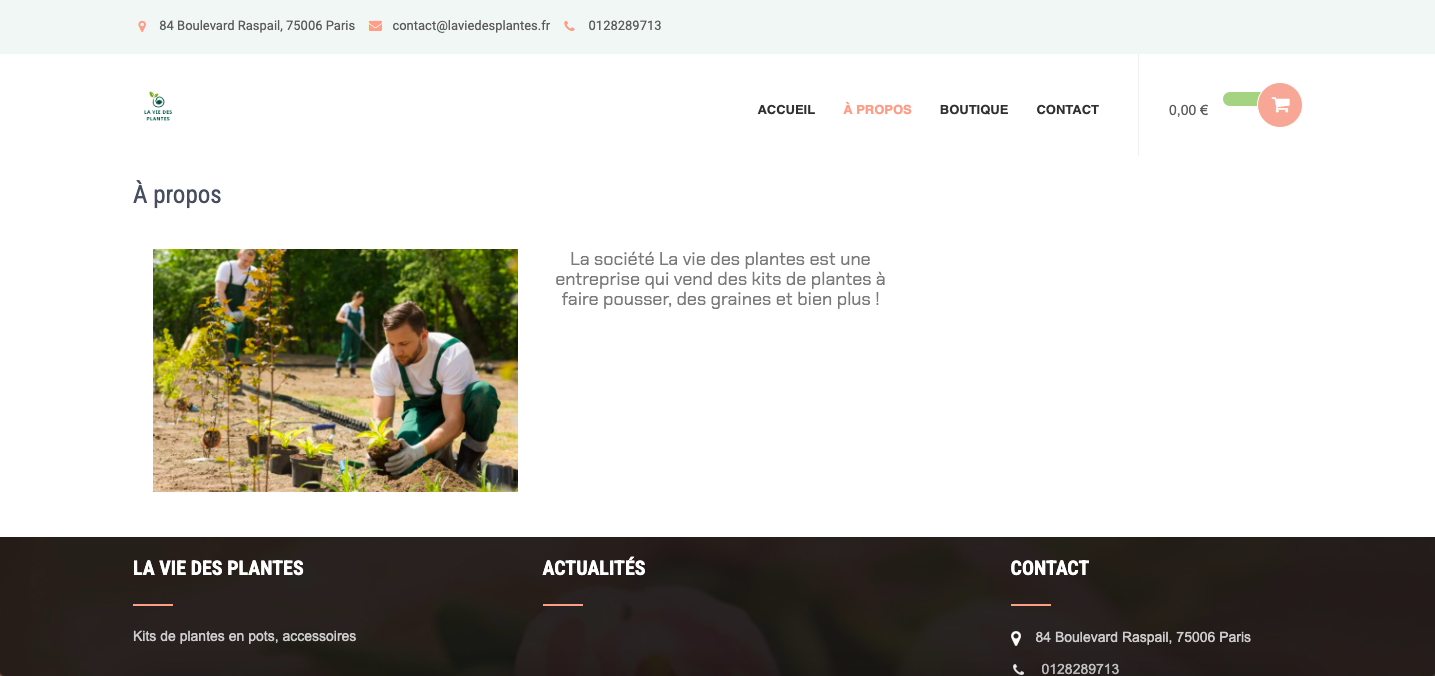 84 Boulevard Raspail, 75006 Paris contact@laviedesplantes.fr 0128289713
LA VIE DES
PLANTES
ACCUEIL À PROPOS BOUTIQUE CONTACT 0,00 €
À propos
La société La vie des plantes est une
entreprise qui vend des kits de plantes à
faire pousser, des graines et bien plus !
LA VIE DES PLANTES
Kits de plantes en pots, accessoires
ACTUALITÉS
CONTACT
84 Boulevard Raspail, 75006 Paris
0128289713